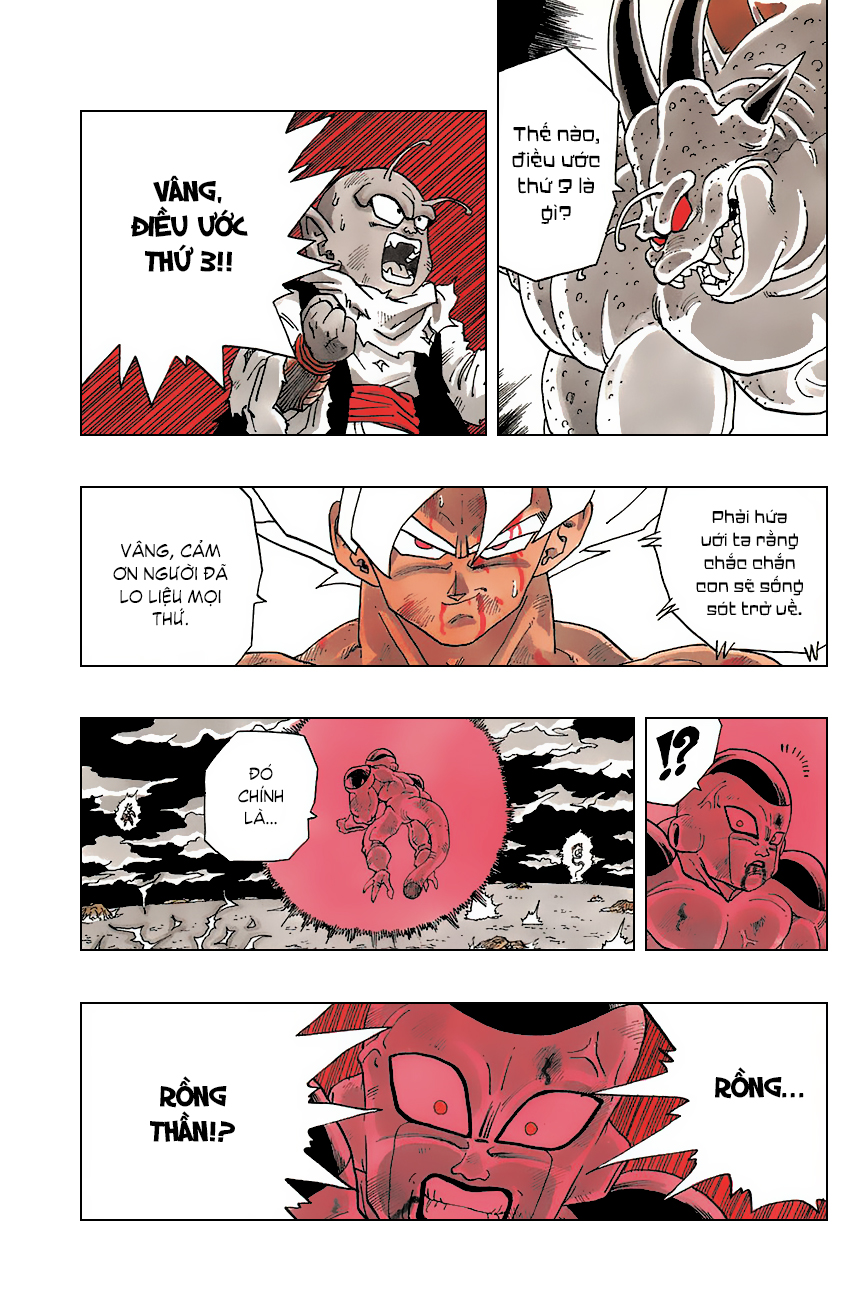 Thế nào,
điều ước
thứ 3 là
gì?
VÂNG,
ĐIỀU ƯỚC
THỨ 3!!
Phải hứa
với ta rằng
chắc chắn
con sẽ sống
sót trở về.
VÂNG, CẢM
ƠN NGƯỜI ĐÃ
LO LIỆU MỌI
THỨ.
!?
ĐÓ
CHÍNH
LÀ...
RỒNG...
RỒNG
THẦN!?